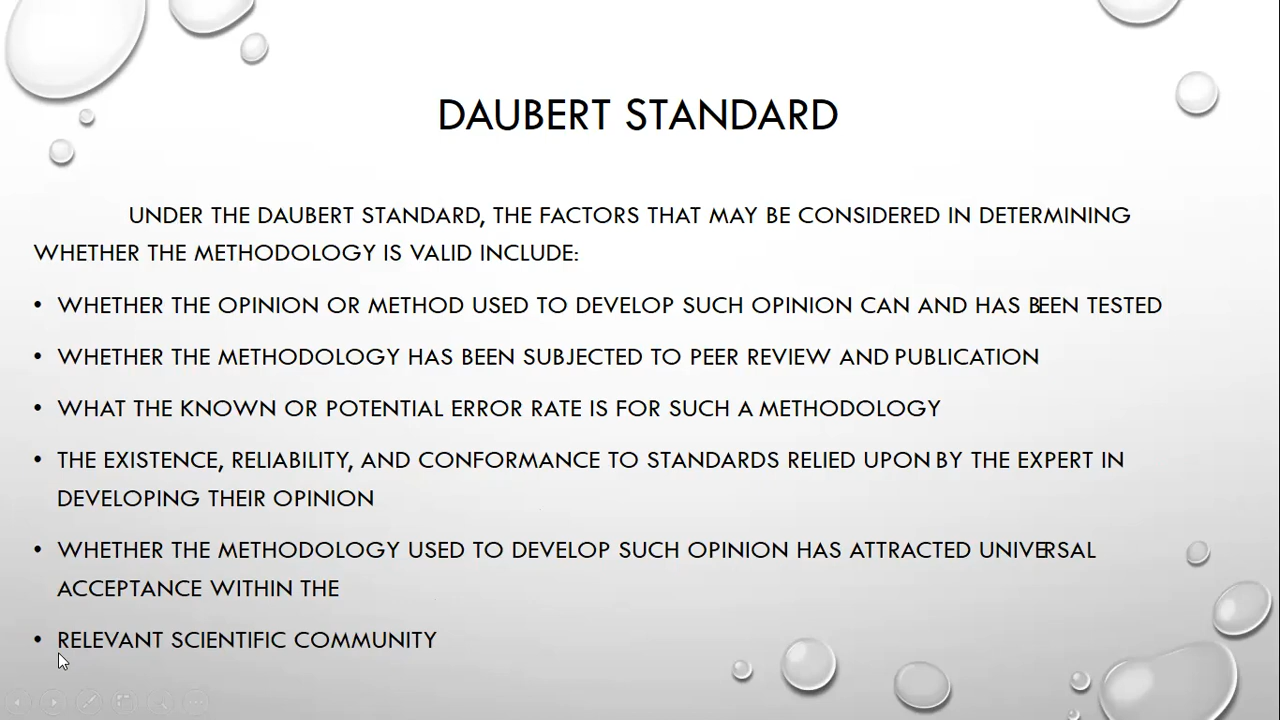 DAUBERT STANDARD
UNDER THE DAUBERT STANDARD, THE FACTORS THAT MAY BE CONSIDERED IN DETERMINING
WHETHER THE METHODOLOGY IS VALID INCLUDE:
• WHETHER THE OPINION OR METHOD USED TO DEVELOP SUCH OPINION CAN AND HAS BEEN TESTED
• WHETHER THE METHODOLOGY HAS BEEN SUBJECTED TO PEER REVIEW AND PUBLICATION
• WHAT THE KNOWN OR POTENTIAL ERROR RATE IS FOR SUCH A METHODOLOGY
• THE EXISTENCE, RELIABILITY, AND CONFORMANCE TO STANDARDS RELIED UPON BY THE EXPERT IN
DEVELOPING THEIR OPINION
• WHETHER THE METHODOLOGY USED TO DEVELOP SUCH OPINION HAS ATTRACTED UNIVERSAL
ACCEPTANCE WITHIN THE
• RELEVANT SCIENTIFIC COMMUNITY